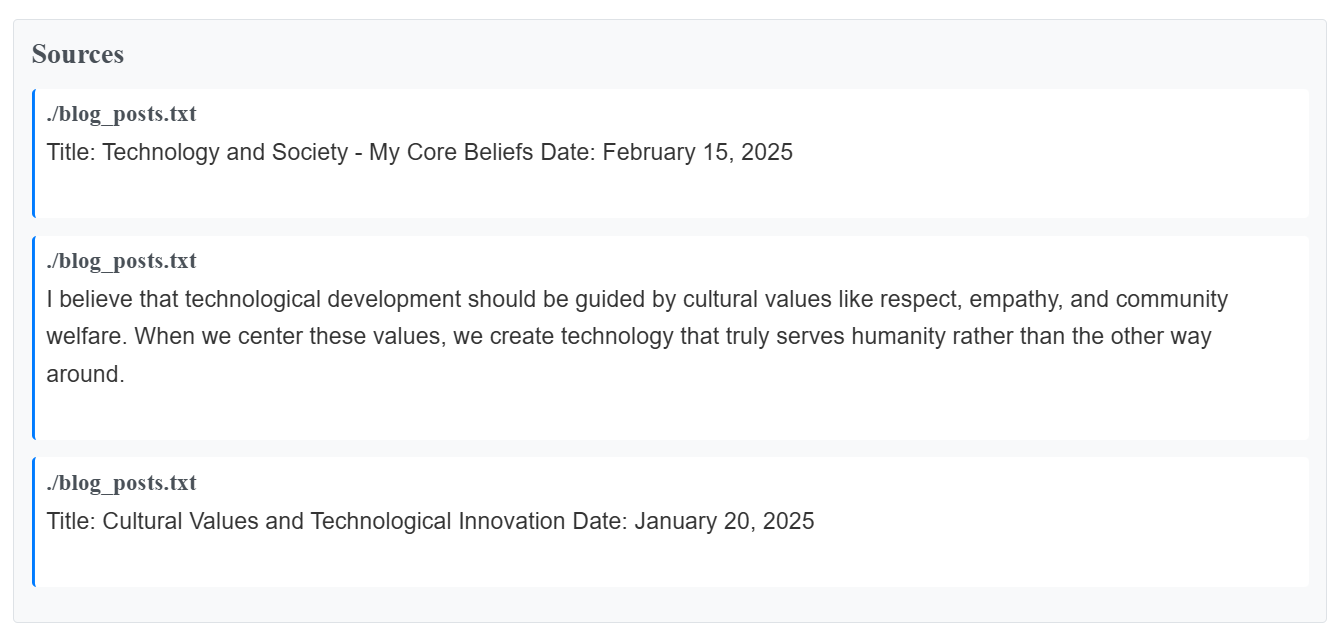 Sources
./blog_posts.txt
Title: Technology and Society - My Core Beliefs Date: February 15, 2025
./blog_posts.txt
I believe that technological development should be guided by cultural values like respect, empathy, and community
welfare. When we center these values, we create technology that truly serves humanity rather than the other way
around.
./blog_posts.txt
Title: Cultural Values and Technological Innovation Date: January 20, 2025